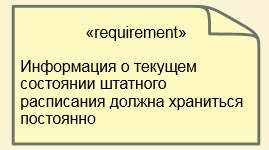 «requirement»
Информация о текущем
состоянии штатного
расписания должна храниться
постоянно